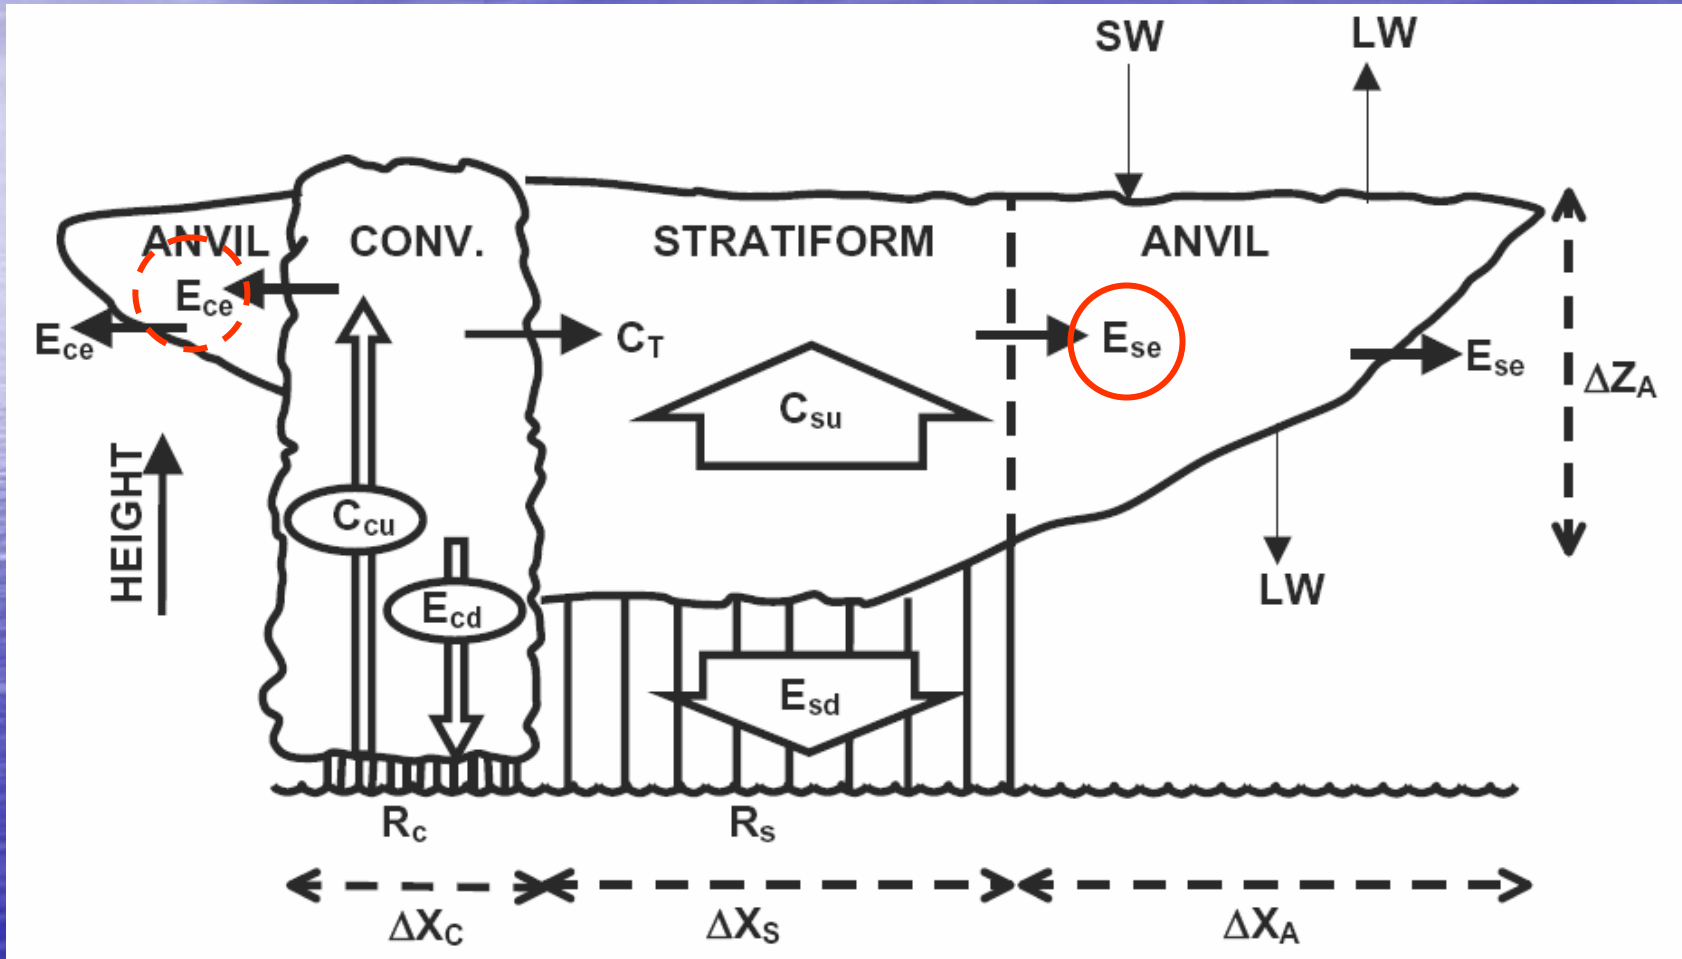 SW
LW
ANVIL
CONV.
STRATIFORM
ANVIL
Ece
Ece
CT
Ese
Ese
ΔZA
Csu
HEIGHT
Ccu
LW
Ecd
Esd
Rc
Rs
ΔXC
ΔXS
ΔXA